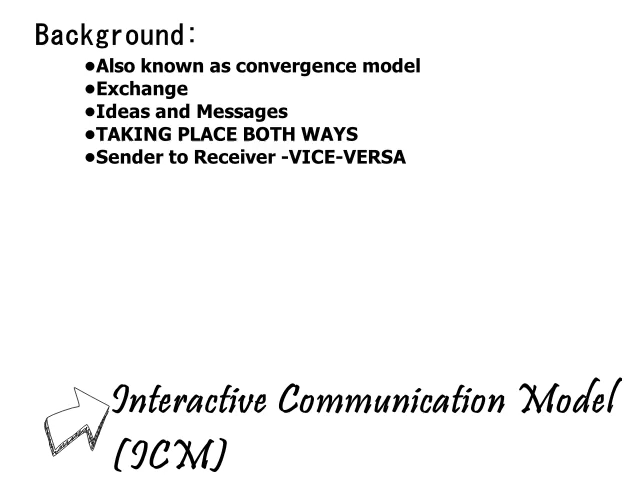 Background:
•Also known as convergence model
•Exchange
•Ideas and Messages
•TAKING PLACE BOTH WAYS
•Sender to Receiver -VICE-VERSA
Interactive Communication Model
(ICM)